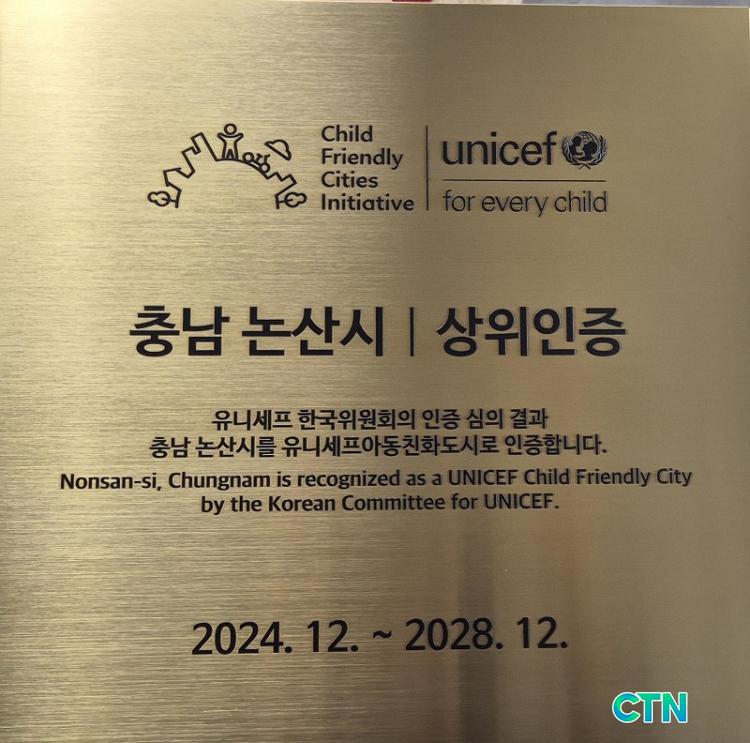 Child
Friendly
Cities
Initiative
unicef
for every child
충남 논산시 | 상위인증
유니세프 한국위원회의 인증 심의 결과
충남 논산시를 유니세프아동친화도시로 인증합니다.
Nonsan-si, Chungnam is recognized as a UNICEF Child Friendly City
by the Korean Committee for UNICEF.
2024. 12. ~ 2028. 12.
CTN